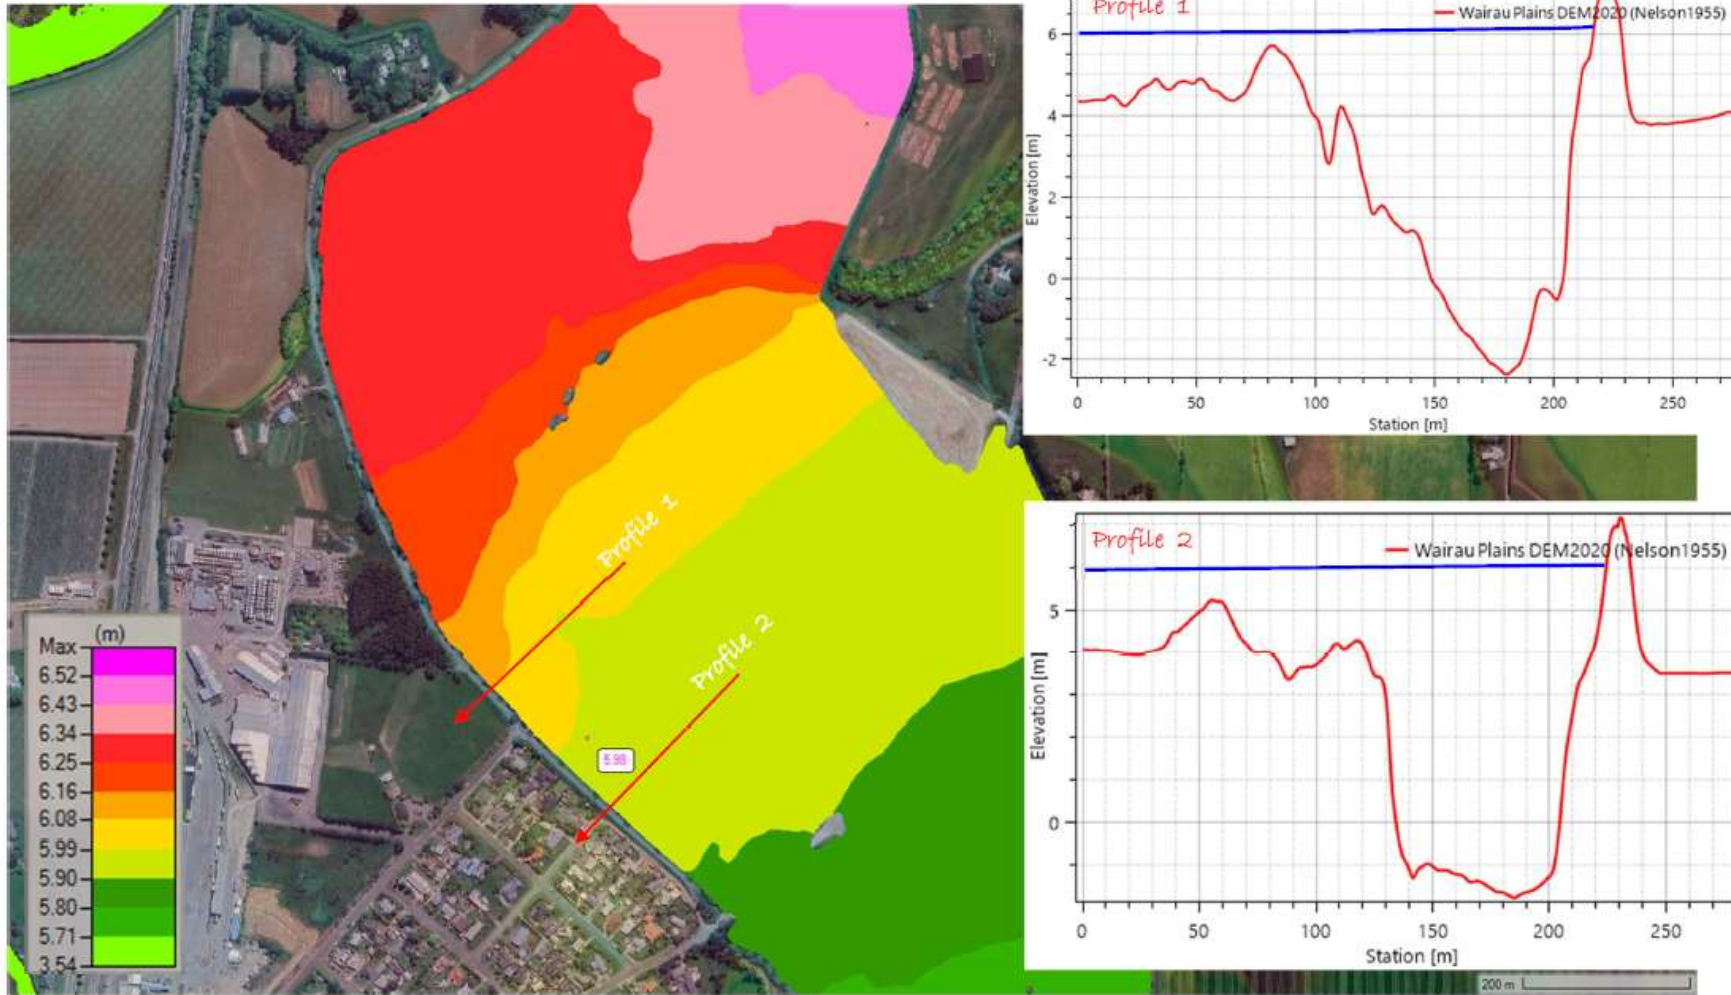 Profile 1
Wairau Plains DEM2020 (Nelson1955)
6
4
2
0
-2
Elevation [m]
0 50 100 150 200 250
Station [m]
Profile 1
Profile 2
5.98
(m)
Max
6.52
6.43
6.34
6.25
6.16
6.08
5.99
5.90
5.80
5.71
3.54
Profile 2
Wairau Plains DEM2020 (Nelson1955)
5
0
Elevation [m]
0 50 100 150 200 250
Station [m]
200 m